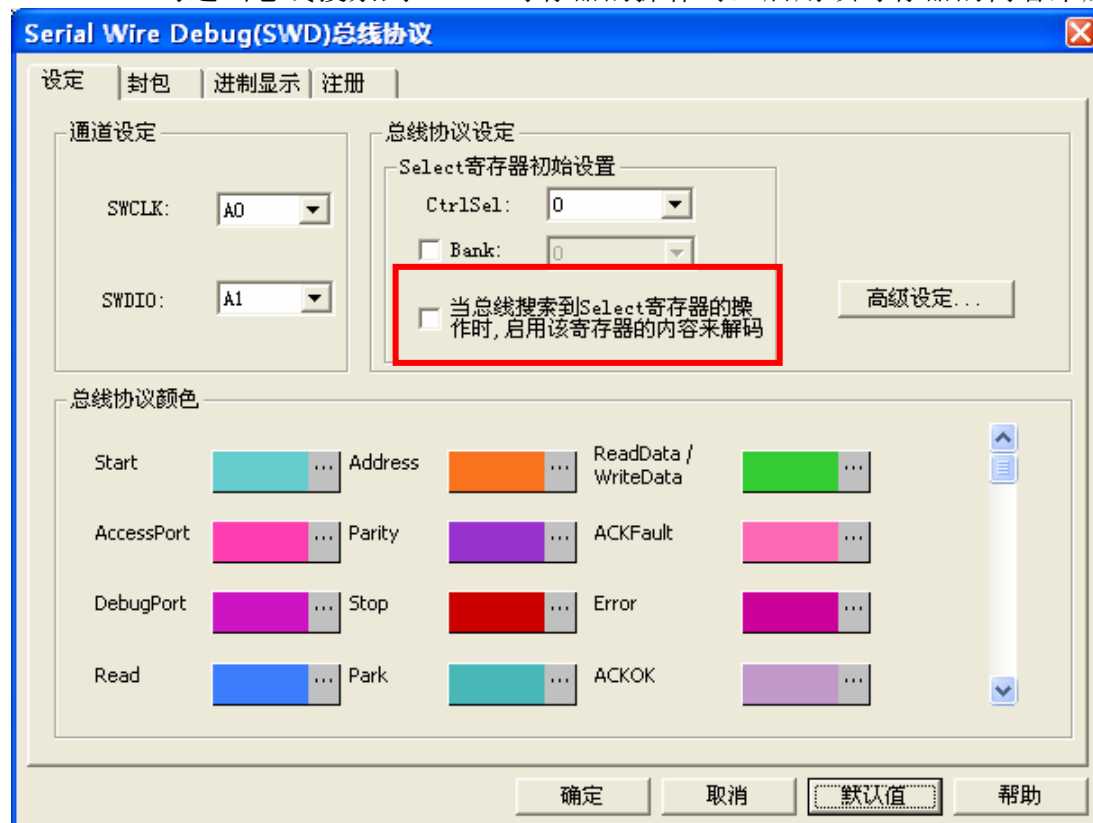 Serial Wire Debug(SWD)总线协议
设定 封包 进制显示 注册
通道设定
SWCLK: A0
SWDIO: A1
总线协议设定
Select寄存器初始设置
CtrlSel: 0
Bank: 0
当总线搜索到Select寄存器的操
作时,启用该寄存器的内容来解码
高级设定...
总线协议颜色
Start ... Address ... ReadData /
WriteData ...
AccessPort ... Parity ... ACKFault ...
DebugPort ... Stop ... Error ...
Read ... Park ... ACKOK ...
确定 取消 默认值 帮助